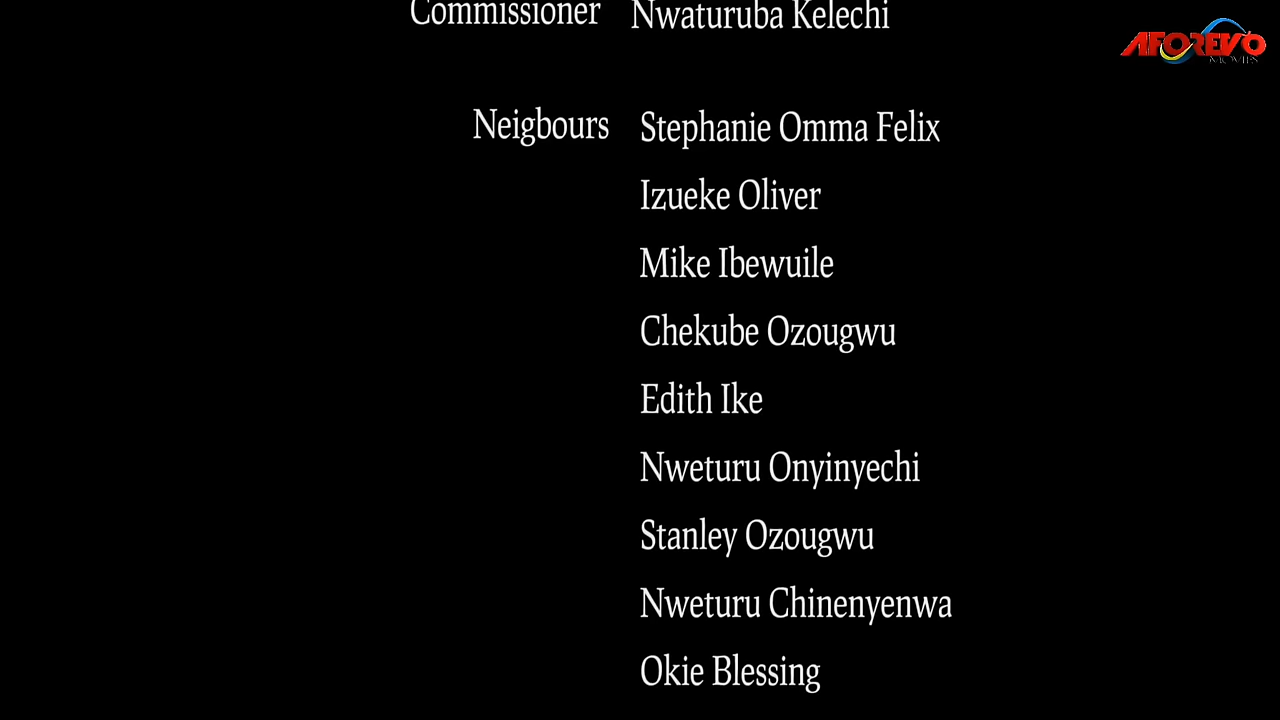 Commissioner Nwaturuba Kelechi
AFOREVO
MOVIES
Neigbours Stephanie Omma Felix
Izueke Oliver
Mike Ibewuile
Chekube Ozougwu
Edith Ike
Nweturu Onyinyechi
Stanley Ozougwu
Nweturu Chinenyenwa
Okie Blessing